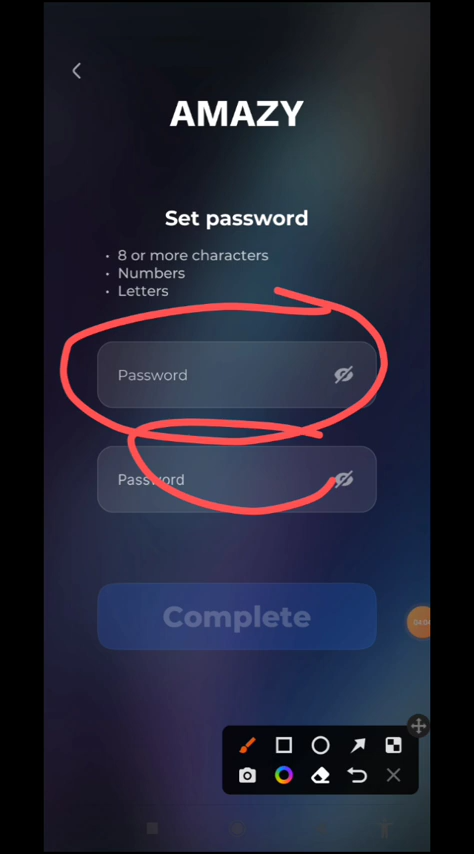 AMAZY
Set password
• 8 or more characters
• Numbers
• Letters
Password
Password
Complete